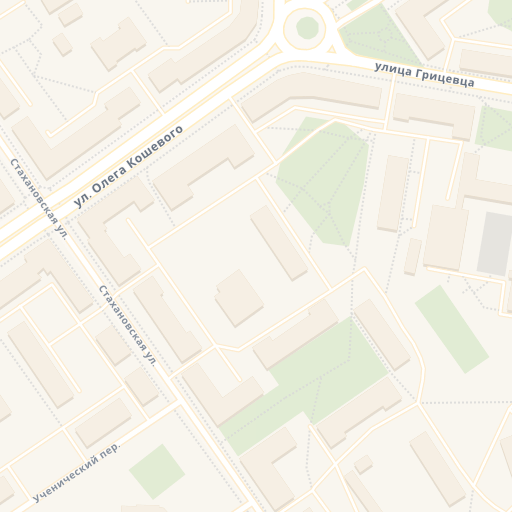 улица Грицевца
ул. Олега Кошевого
Стахановская ул.
Стахановская ул.
Ученический пер.